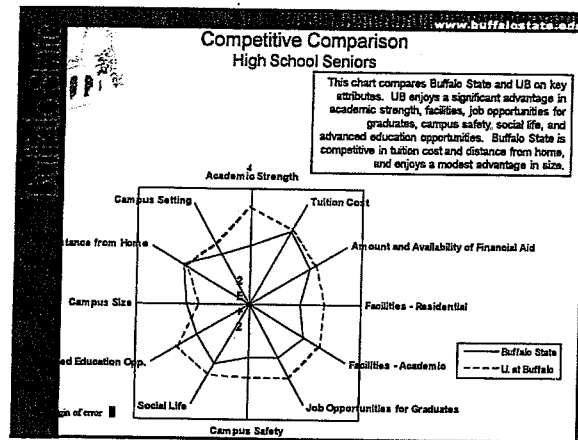 www.buffalostate.edu
Competitive Comparison
High School Seniors
This chart compares Buffalo State and UB on key
attributes. UB enjoys a significant advantage in
academic strength, facilities, job opportunities for
graduates, campus safety, social life, and
advanced education opportunities. Buffalo State is
competitive in tuition cost and distance from home,
and enjoys a modest advantage in size.
4
Academic Strength
Campus Setting
Tuition Cost
tance from Home
Amount and Availability of Financial Aid
Campus Size
Facilities - Residential
ed Education Opp.
Facilities - Academic
Buffalo State
U. at Buffalo
Social Life
Job Opportunities for Graduates
gin of error
Campus Safety